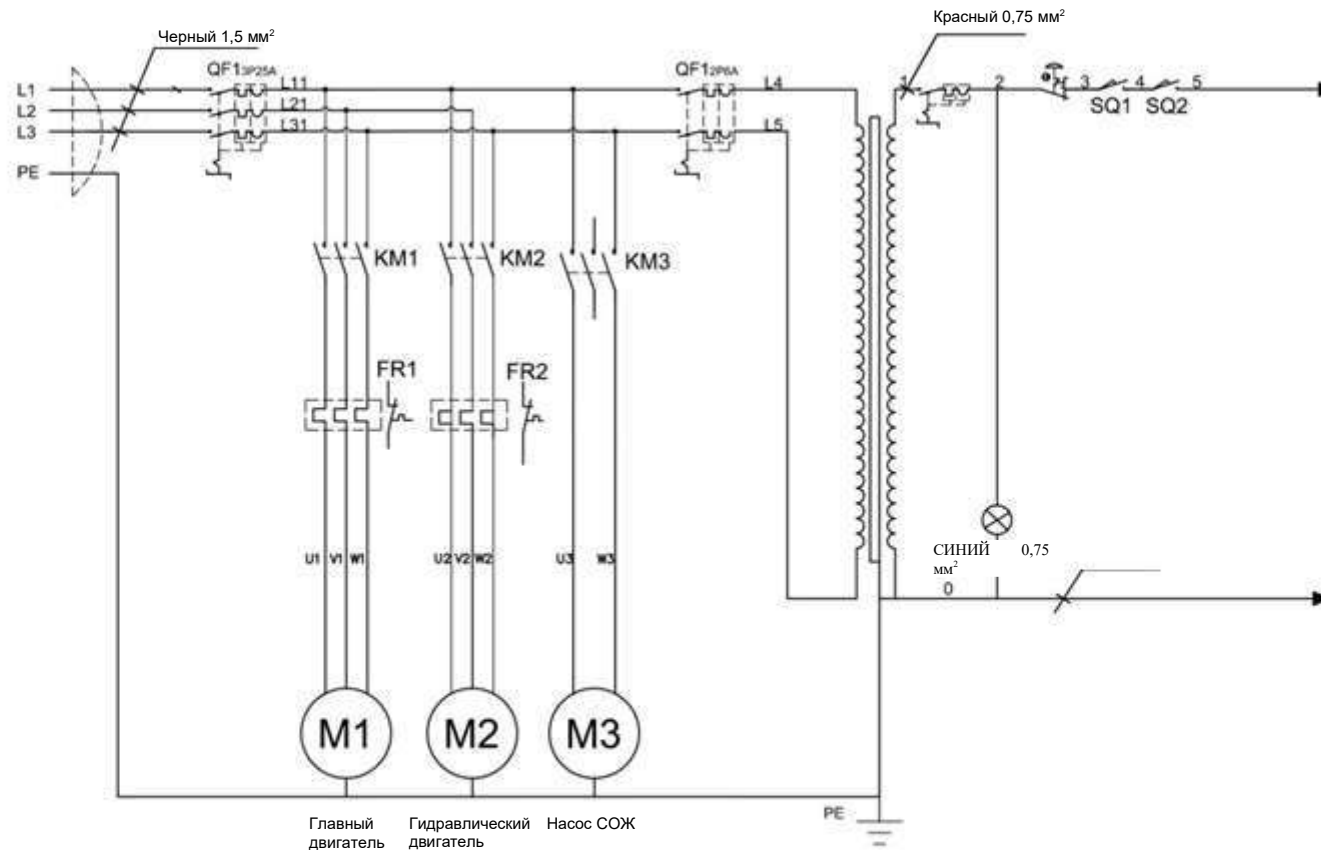 Красный 0,75 мм²
Черный 1,5 мм²
QF1 3P25A
QF1 2P6A
L1
L11
L4
1
2
3
4
5
L2
L21
SQ1
SQ2
L3
L31
L5
PE
KM1
KM2
KM3
FR1
FR2
СИНИЙ 0,75
мм²
U1
V1
W1
U2
V2
W2
U3
W3
0
M1
M2
M3
PE
Главный
двигатель
Гидравлический
двигатель
Насос СОЖ